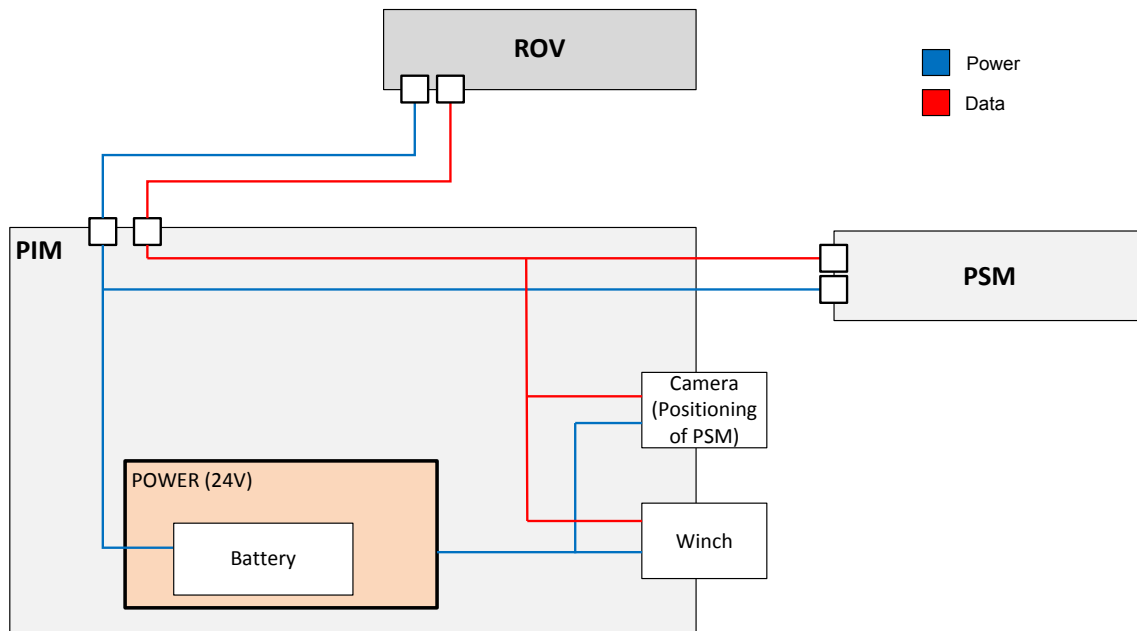 ROV
Power
Data
PIM
PSM
Camera
(Positioning
of PSM)
POWER (24V)
Battery
Winch